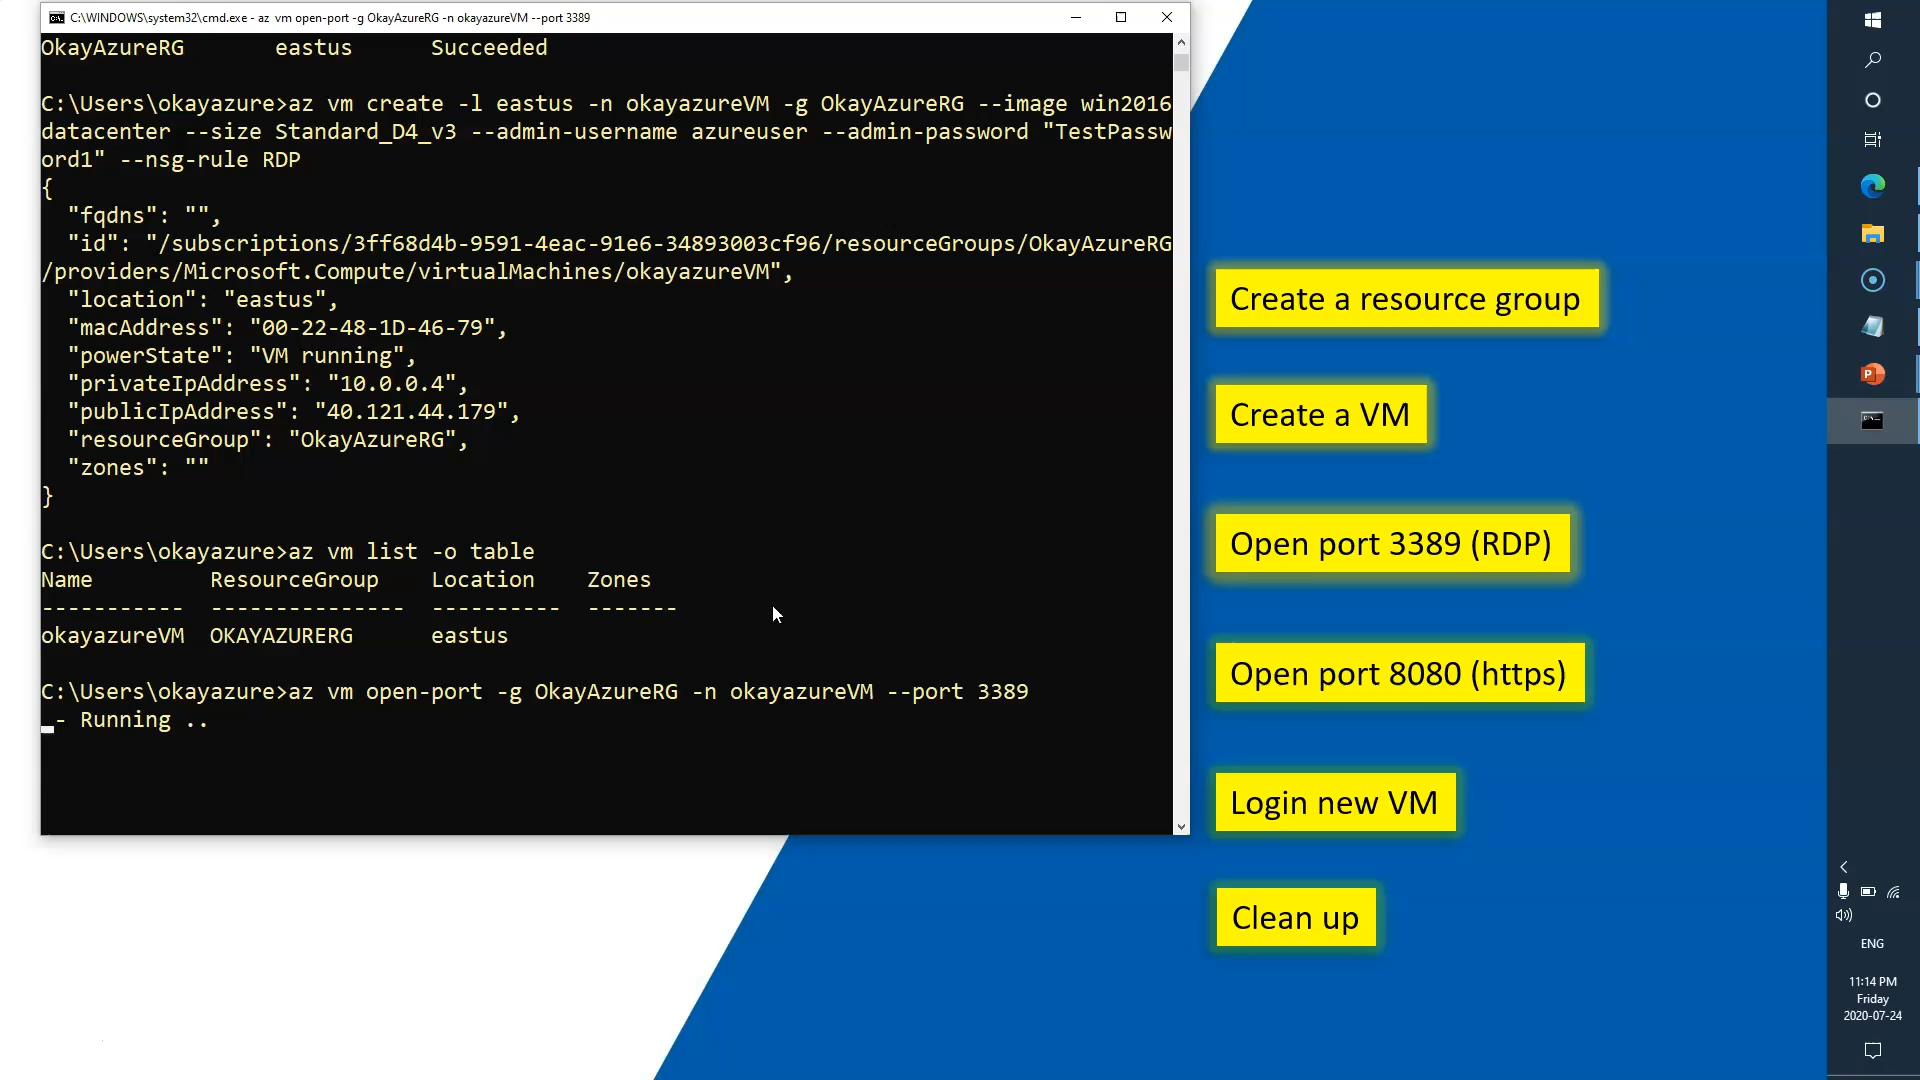 C:\WINDOWS\system32\cmd.exe - az vm open-port -g OkayAzureRG -n okayazureVM --port 3389
OkayAzureRG       eastus      Succeeded
C:\Users\okayazure>az vm create -l eastus -n okayazureVM -g OkayAzureRG --image win2016
datacenter --size Standard_D4_v3 --admin-username azureuser --admin-password "TestPassw
ord1" --nsg-rule RDP
{
  "fqdns": "",
  "id": "/subscriptions/3ff68d4b-9591-4eac-91e6-34893003cf96/resourceGroups/OkayAzureRG
/providers/Microsoft.Compute/virtualMachines/okayazureVM",
  "location": "eastus",
  "macAddress": "00-22-48-1D-46-79",
  "powerState": "VM running",
  "privateIpAddress": "10.0.0.4",
  "publicIpAddress": "40.121.44.179",
  "resourceGroup": "OkayAzureRG",
  "zones": ""
}
C:\Users\okayazure>az vm list -o table
Name         ResourceGroup    Location    Zones
-----------  ---------------  ----------  -------
okayazureVM  OKAYAZURERG      eastus
C:\Users\okayazure>az vm open-port -g OkayAzureRG -n okayazureVM --port 3389
 - Running ..
Create a resource group
Create a VM
Open port 3389 (RDP)
Open port 8080 (https)
Login new VM
Clean up
P
ENG
11:14 PM
Friday
2020-07-24